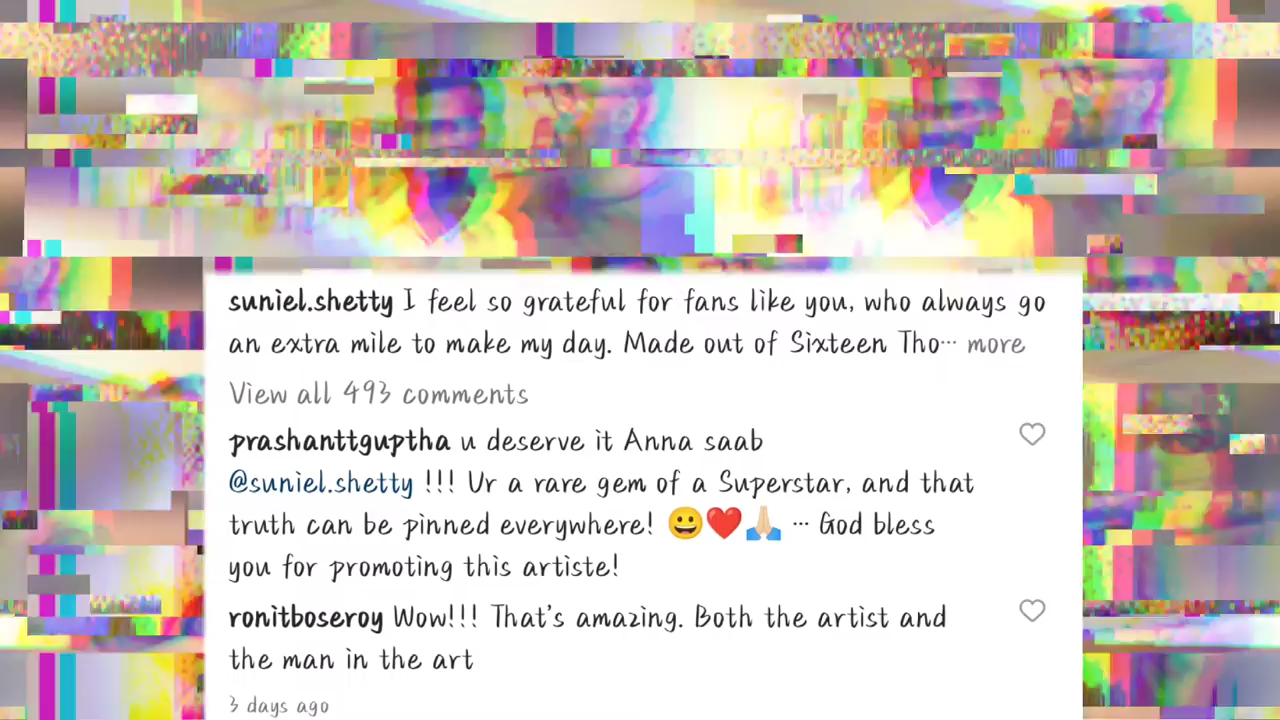 suniel.shetty I feel so grateful for fans like you, who always go
an extra mile to make my day. Made out of Sixteen Tho... more
View all 493 comments
prashanttguptha u deserve it Anna saab
@suniel.shetty !!! Ur a rare gem of a Superstar, and that
truth can be pinned everywhere! 😀❤️🙏🏼 ... God bless
you for promoting this artiste!
ronitboseroy Wow!!! That's amazing. Both the artist and
the man in the art
3 days ago